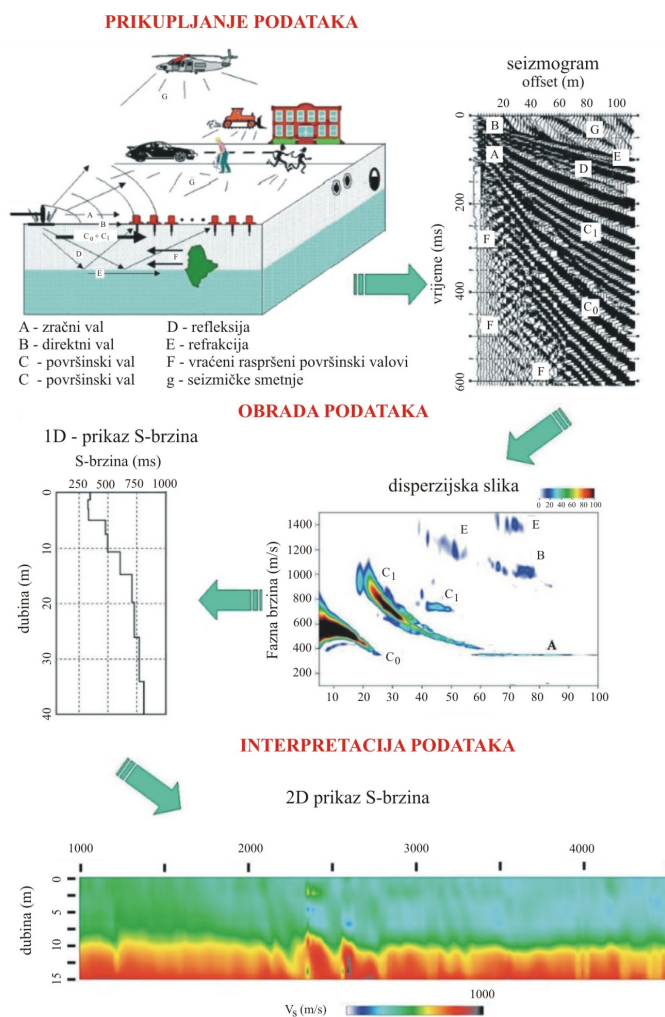 PRIKUPLJANJE PODATAKA
G
G
A
B
C₀ + C₁
D
E
F
A - zračni val
B - direktni val
C - površinski val
C - površinski val
D - refleksija
E - refrakcija
F - vraćeni raspršeni površinski valovi
g - seizmičke smetnje
seizmogram
offset (m)
20 40 60 80 100
0
200
400
600
vrijeme (ms)
B
G
A
E
D
C₁
F
C₀
F
F
OBRADA PODATAKA
1D - prikaz S-brzina
S-brzina (ms)
250 500 750 1000
0
10
20
30
40
dubina (m)
disperzijska slika
0 20 40 60 80 100
1400
1200
1000
800
600
400
200
Fazna brzina (m/s)
E
E
B
C₁
C₁
A
C₀
10 20 30 40 50 60 70 80 90 100
INTERPRETACIJA PODATAKA
2D prikaz S-brzina
1000 2000 3000 4000
0
5
10
15
dubina (m)
1000
Vs (m/s)